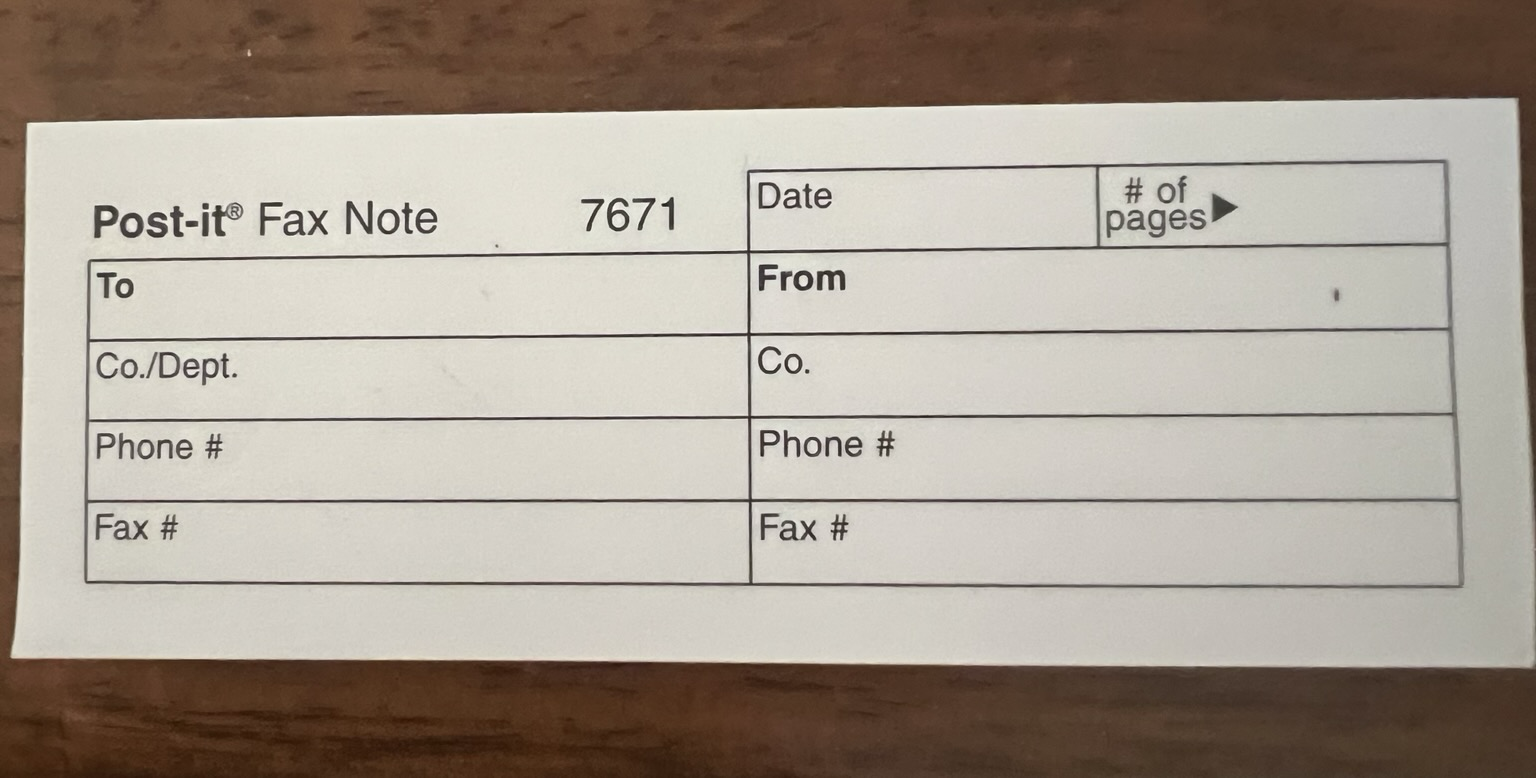 Post-it® Fax Note 7671
Date
# of
pages▶
To
From
Co./Dept.
Co.
Phone #
Phone #
Fax #
Fax #